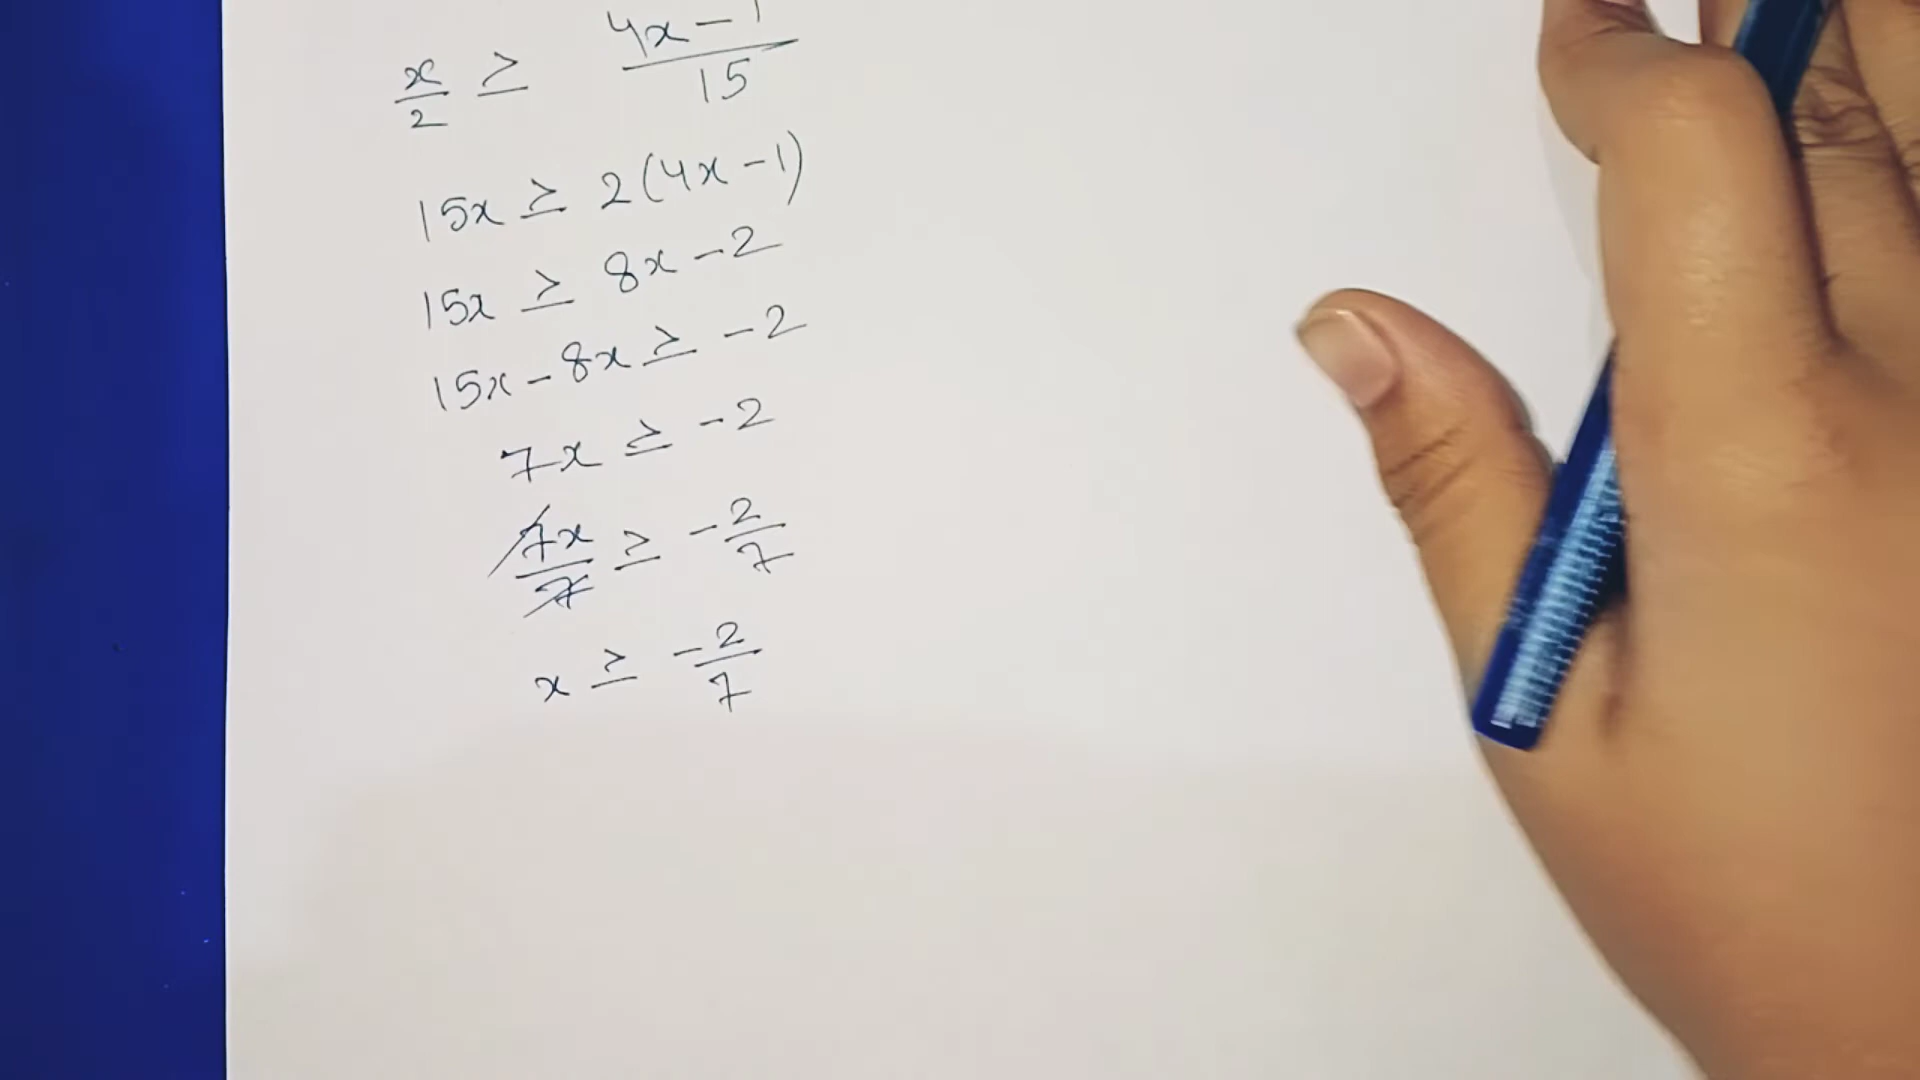 x/2 ≥ (4x-1)/15
15x ≥ 2(4x-1)
15x ≥ 8x-2
15x-8x ≥ -2
7x ≥ -2
7x/7 ≥ -2/7
x ≥ -2/7